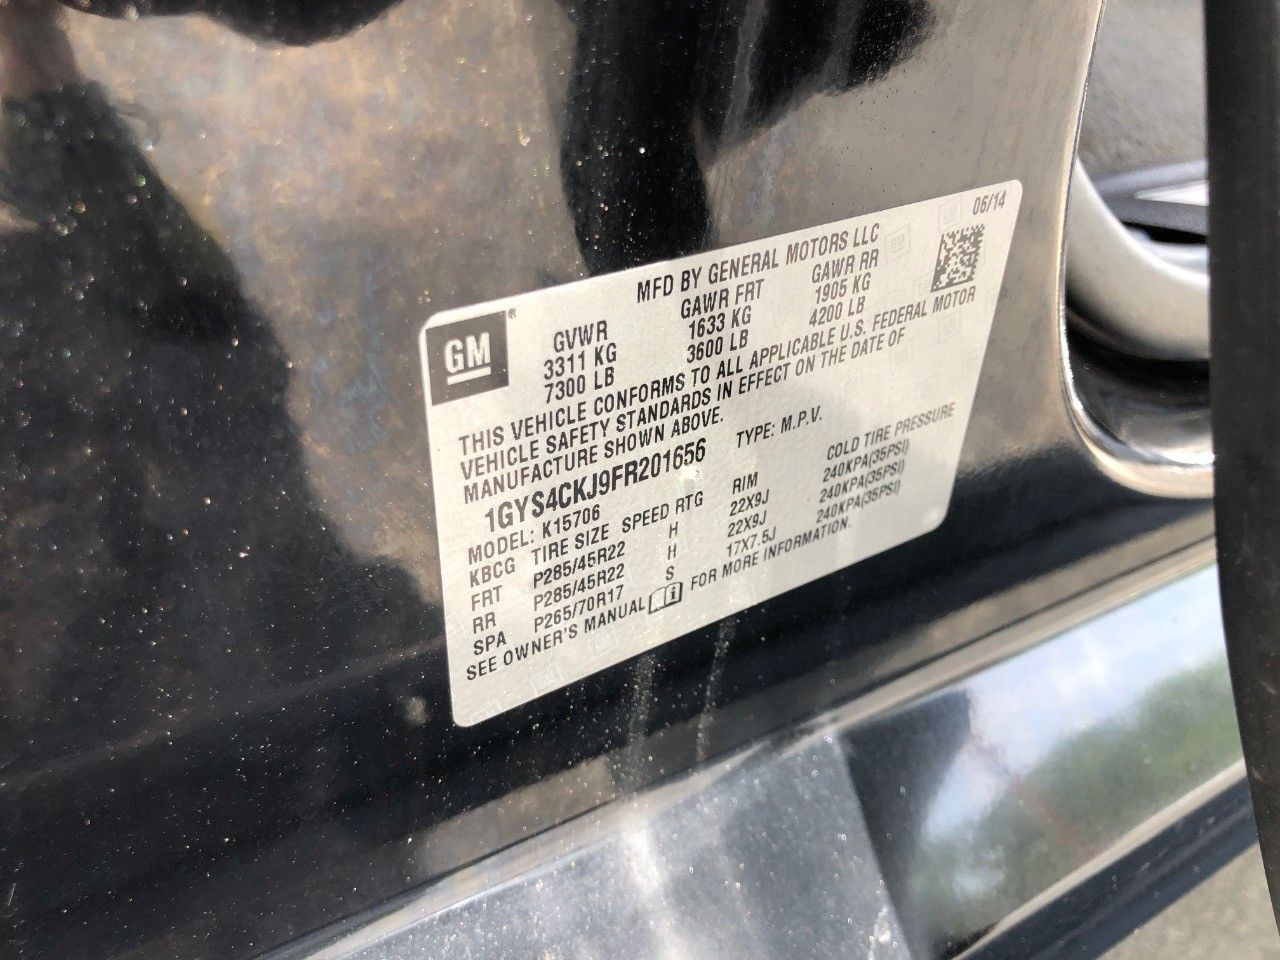 06/14
MFD BY GENERAL MOTORS LLC
GM ®
GVWR GAWR FRT GAWR RR
3311 KG 1633 KG 1905 KG
7300 LB 3600 LB 4200 LB
THIS VEHICLE CONFORMS TO ALL APPLICABLE U.S. FEDERAL MOTOR
VEHICLE SAFETY STANDARDS IN EFFECT ON THE DATE OF
MANUFACTURE SHOWN ABOVE.
1GYS4CKJ9FR201656 TYPE: M.P.V.
MODEL: K15706
KBCG TIRE SIZE SPEED RTG RIM COLD TIRE PRESSURE
FRT P285/45R22 H 22X9J 240KPA(35PSI)
RR P285/45R22 H 22X9J 240KPA(35PSI)
SPA P265/70R17 S 17X7.5J 240KPA(35PSI)
SEE OWNER'S MANUAL FOR MORE INFORMATION.